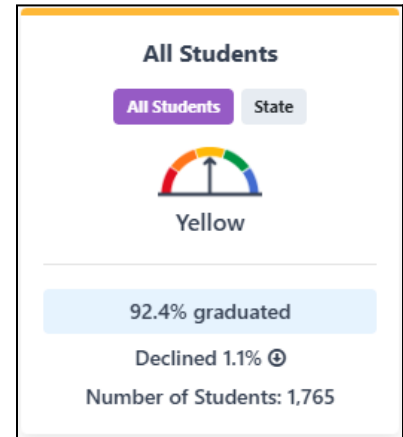 All Students
All Students State
Yellow
92.4% graduated
Declined 1.1%
Number of Students: 1,765